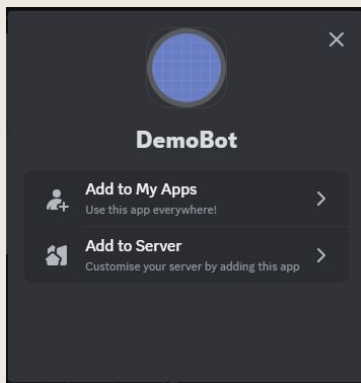 DemoBot
Add to My Apps
Use this app everywhere!
Add to Server
Customise your server by adding this app